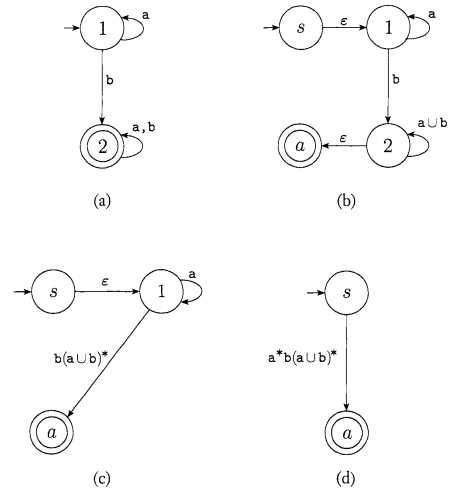 1
a
b
2
a, b
(a)
s
ε
1
a
b
a
ε
2
a∪b
(b)
s
ε
1
a
b(a∪b)*
a
(c)
s
a*b(a∪b)*
a
(d)